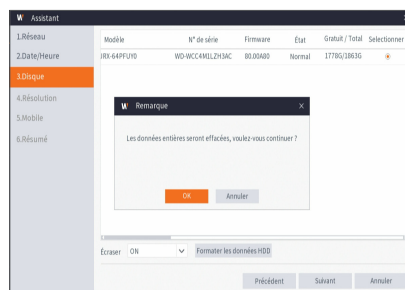 W Assistant
1.Réseau
2.Date/Heure
3.Disque
4.Résolution
5.Mobile
6.Résumé
Modèle N° de série Firmware État Gratuit / Total Selectionner
JRX-64PFUY0 WD-WCC4M1LZH3AC 80.00A80 Normal 1778G/1863G
W Remarque
Les données entières seront effacées, voulez-vous continuer ?
OK Annuler
Écraser ON Formater les données HDD
Précédent Suivant Annuler